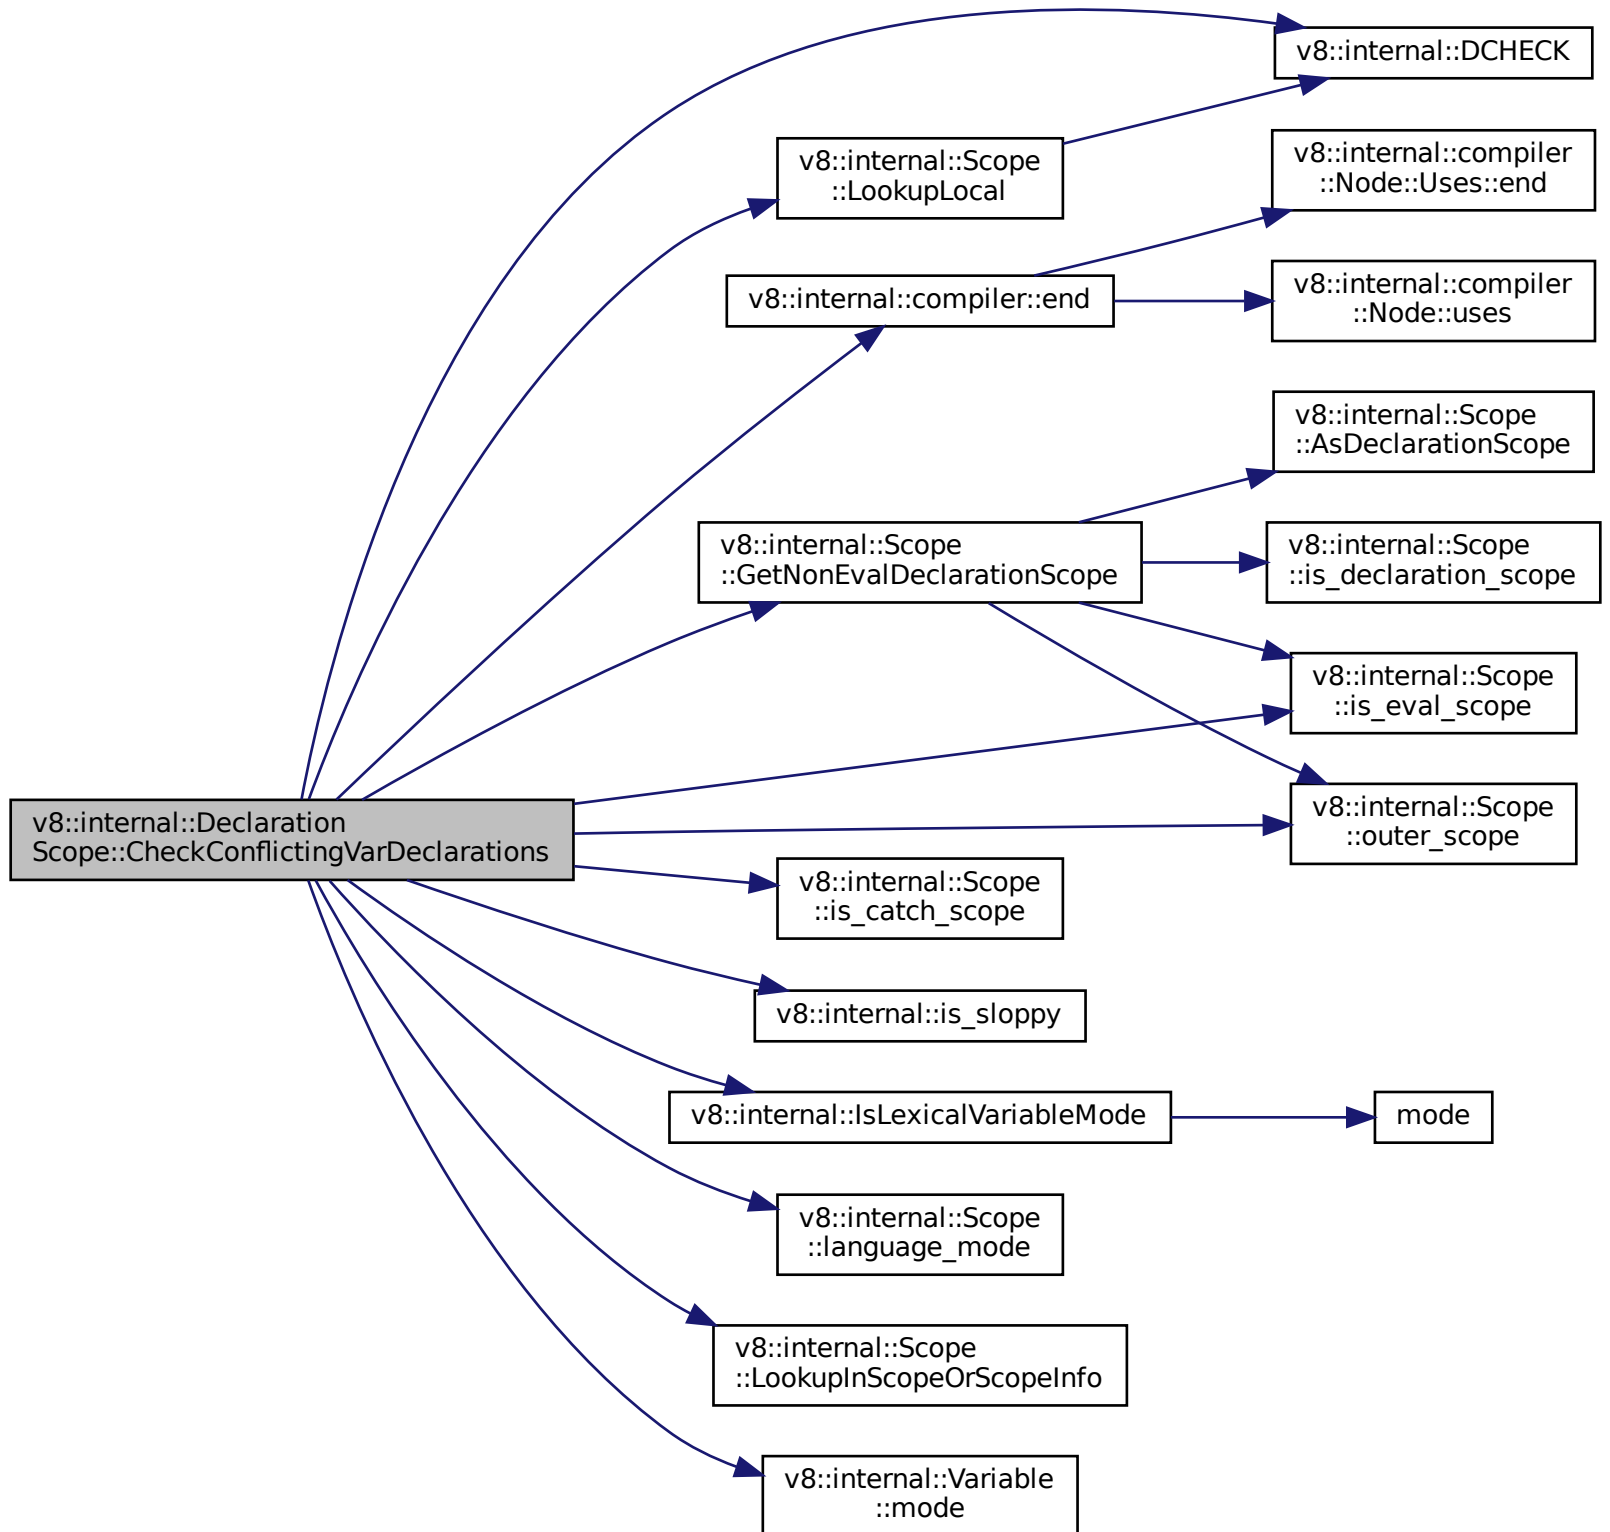 v8::internal::DCHECK
v8::internal::Scope
::LookupLocal
v8::internal::compiler
::Node::Uses::end
v8::internal::compiler::end
v8::internal::compiler
::Node::uses
v8::internal::Scope
::AsDeclarationScope
v8::internal::Scope
::GetNonEvalDeclarationScope
v8::internal::Scope
::is_declaration_scope
v8::internal::Scope
::is_eval_scope
v8::internal::Declaration
Scope::CheckConflictingVarDeclarations
v8::internal::Scope
::outer_scope
v8::internal::Scope
::is_catch_scope
v8::internal::is_sloppy
v8::internal::IsLexicalVariableMode
mode
v8::internal::Scope
::language_mode
v8::internal::Scope
::LookupInScopeOrScopeInfo
v8::internal::Variable
::mode